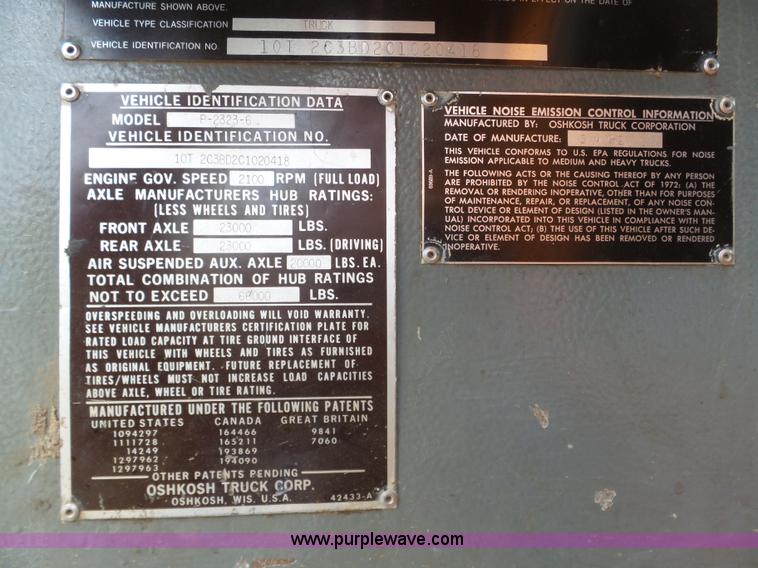 MANUFACTURE SHOWN ABOVE.
IN EFFECT ON THE DATE OF
VEHICLE TYPE CLASSIFICATION TRUCK
VEHICLE IDENTIFICATION NO. 10T 2C3BD2C1020418
VEHICLE IDENTIFICATION DATA
MODEL P-2323-6
VEHICLE IDENTIFICATION NO.
10T 2C3BD2C1020418
ENGINE GOV. SPEED 2100 RPM (FULL LOAD)
AXLE MANUFACTURERS HUB RATINGS:
(LESS WHEELS AND TIRES)
FRONT AXLE 23000 LBS.
REAR AXLE 23000 LBS. (DRIVING)
AIR SUSPENDED AUX. AXLE 20000 LBS. EA.
TOTAL COMBINATION OF HUB RATINGS
NOT TO EXCEED 66000 LBS.
OVERSPEEDING AND OVERLOADING WILL VOID WARRANTY.
SEE VEHICLE MANUFACTURERS CERTIFICATION PLATE FOR
RATED LOAD CAPACITY AT TIRE GROUND INTERFACE OF
THIS VEHICLE WITH WHEELS AND TIRES AS FURNISHED
AS ORIGINAL EQUIPMENT. FUTURE REPLACEMENT OF
TIRES/WHEELS MUST NOT INCREASE LOAD CAPACITIES
ABOVE AXLE, WHEEL OR TIRE RATING.
MANUFACTURED UNDER THE FOLLOWING PATENTS
UNITED STATES CANADA GREAT BRITAIN
1094297 164466 9841
1111728 165211 7060
14249 193869
1297962 194090
1297963
OTHER PATENTS PENDING
OSHKOSH TRUCK CORP.
OSHKOSH, WIS. U.S.A. 42433-A
VEHICLE NOISE EMISSION CONTROL INFORMATION
MANUFACTURED BY: OSHKOSH TRUCK CORPORATION
DATE OF MANUFACTURE:
THIS VEHICLE CONFORMS TO U.S. EPA REGULATIONS FOR NOISE
EMISSION APPLICABLE TO MEDIUM AND HEAVY TRUCKS.
THE FOLLOWING ACTS OR THE CAUSING THEREOF BY ANY PERSON
ARE PROHIBITED BY THE NOISE CONTROL ACT OF 1972: (A) THE
REMOVAL OR RENDERING INOPERATIVE, OTHER THAN FOR PURPOSES
OF MAINTENANCE, REPAIR, OR REPLACEMENT, OF ANY NOISE CON-
TROL DEVICE OR ELEMENT OF DESIGN (LISTED IN THE OWNER'S MAN-
UAL) INCORPORATED INTO THIS VEHICLE IN COMPLIANCE WITH THE
NOISE CONTROL ACT; (B) THE USE OF THIS VEHICLE AFTER SUCH DE-
VICE OR ELEMENT OF DESIGN HAS BEEN REMOVED OR RENDERED
INOPERATIVE.
www.purplewave.com